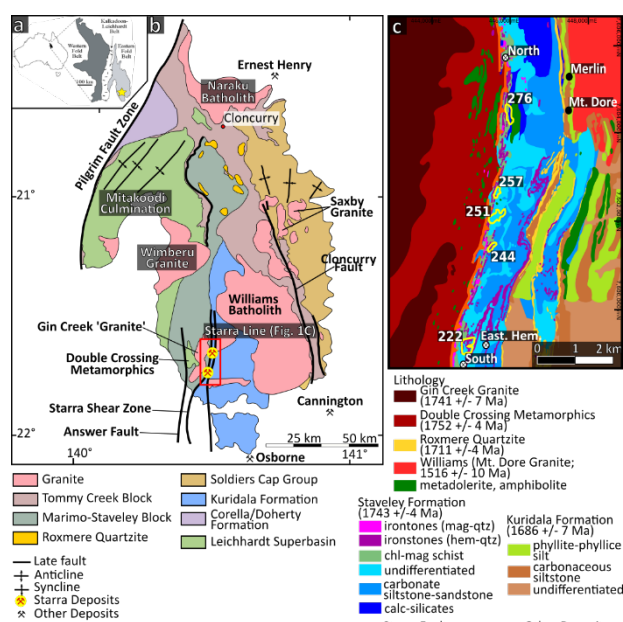 a
Kalkadoon-
Leichhardt
Belt
Western
Fold
Belt
Eastern
Fold
Belt
100 km
b
Ernest Henry
Naraku
Batholith
Cloncurry
Pilgrim Fault Zone
21°
Mitakoodi
Culmination
Saxby
Granite
Wimberu
Granite
Cloncurry
Fault
Williams
Batholith
Gin Creek 'Granite'
Starra Line (Fig. 1C)
Double Crossing
Metamorphics
Starra Shear Zone
Cannington
Answer Fault
25 km
50 km
22°
140°
Osborne
141°
Granite
Tommy Creek Block
Marimo-Staveley Block
Roxmere Quartzite
Soldiers Cap Group
Kuridala Formation
Corella/Doherty
Formation
Leichhardt Superbasin
Late fault
Anticline
Syncline
Starra Deposits
Other Deposits
c
North
Merlin
276
Mt. Dore
257
251
244
222
East. Hem.
South
0
1
2 km
Lithology
Gin Creek Granite
(1741 +/- 7 Ma)
Double Crossing Metamorphics
(1752 +/- 4 Ma)
Roxmere Quartzite
(1711 +/-4 Ma)
Williams (Mt. Dore Granite;
1516 +/- 10 Ma)
metadolerite, amphibolite
Staveley Formation
(1743 +/-4 Ma)
irontones (mag-qtz)
ironstones (hem-qtz)
chl-mag schist
undifferentiated
carbonate
siltstone-sandstone
calc-silicates
Kuridala Formation
(1686 +/- 7 Ma)
phyllite-phyllice
silt
carbonaceous
siltstone
undifferentiated